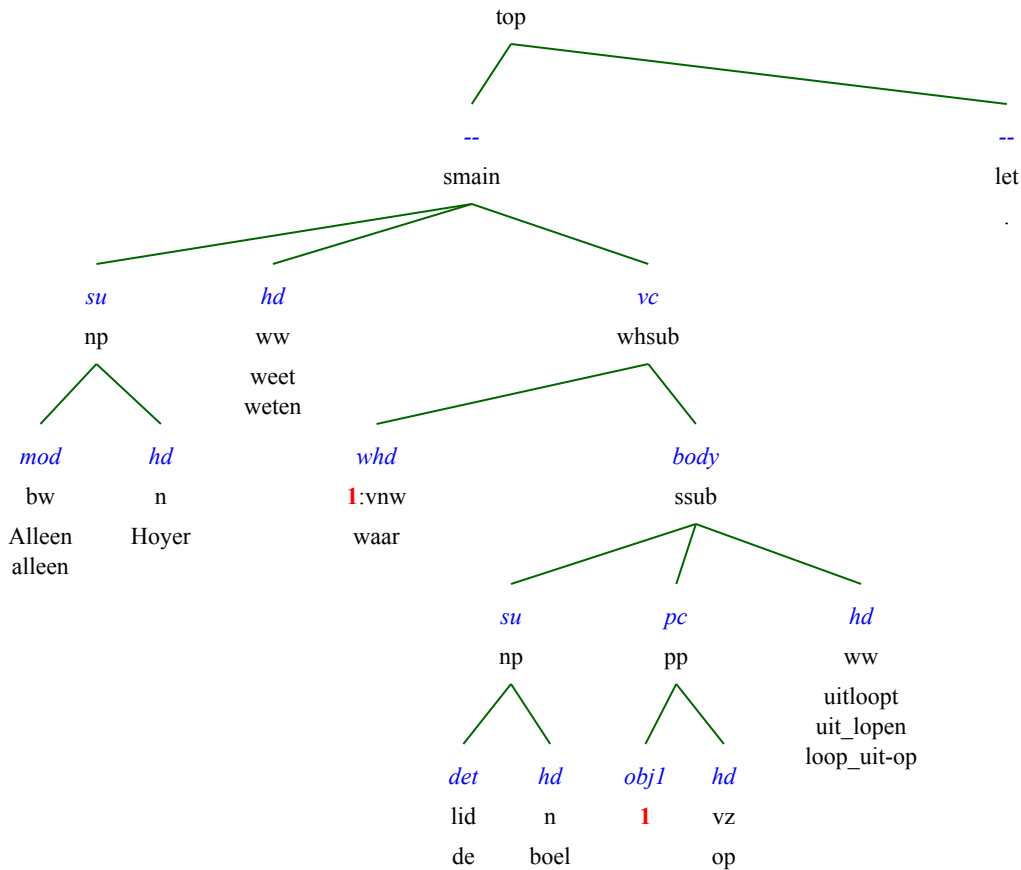 top
-- --
smain let
.
su hd vc
np ww whsub
weet
weten
mod hd whd body
bw n 1:vnw ssub
Alleen Hoyer waar
alleen
su pc hd
np pp ww
uitloopt
uit_lopen
loop_uit-op
det hd obj1 hd
lid n 1 vz
de boel op